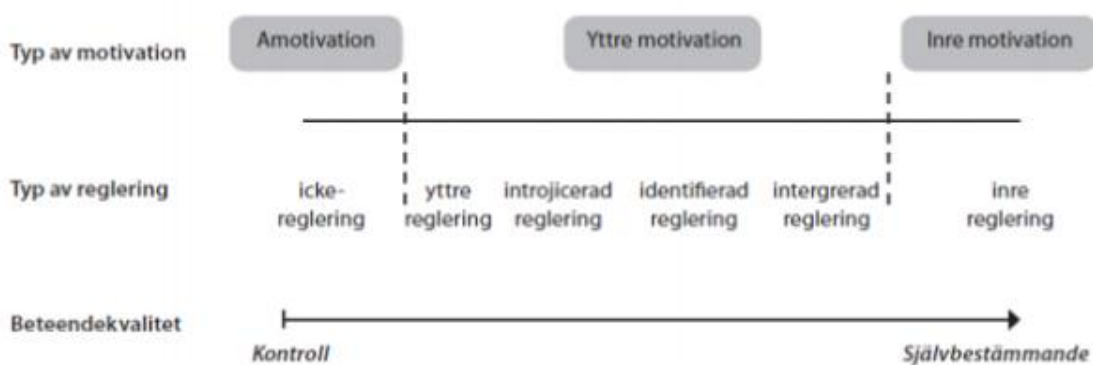 Typ av motivation
Amotivation
Yttre motivation
Inre motivation
Typ av reglering
icke-
reglering
yttre
reglering
introjicerad
reglering
identifierad
reglering
intergrerad
reglering
inre
reglering
Beteendekvalitet
Kontroll
Självbestämmande